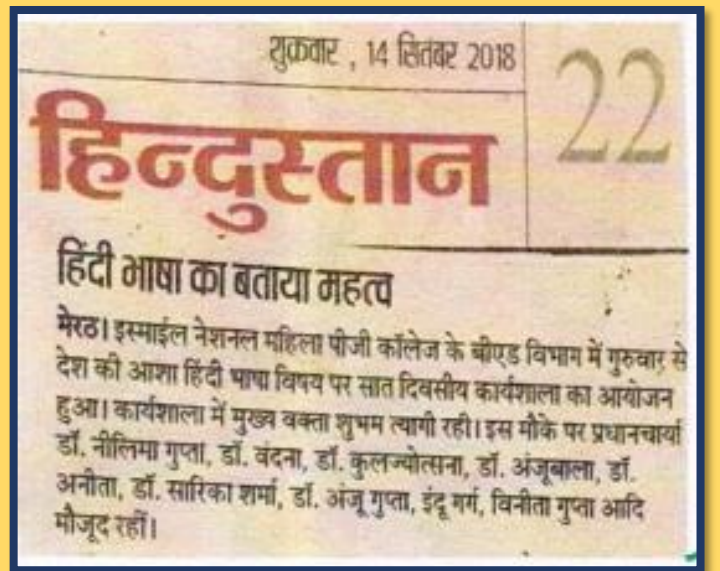 शुक्रवार , 14 सितंबर 2018
22
हिन्दुस्तान
हिंदी भाषा का बताया महत्व
मेरठ। इस्माईल नेशनल महिला पीजी कॉलेज के बीएड विभाग में गुरुवार से
देश की आशा हिंदी भाषा विषय पर सात दिवसीय कार्यशाला का आयोजन
हुआ। कार्यशाला में मुख्य वक्ता शुभम त्यागी रही। इस मौके पर प्रधानचार्या
डॉ. नीलिमा गुप्ता, डॉ. वंदना, डॉ. कुलज्योत्सना, डॉ. अंजूबाला, डॉ.
अनीता, डॉ. सारिका शर्मा, डॉ. अंजू गुप्ता, इंदू गर्ग, विनीता गुप्ता आदि
मौजूद रहीं।